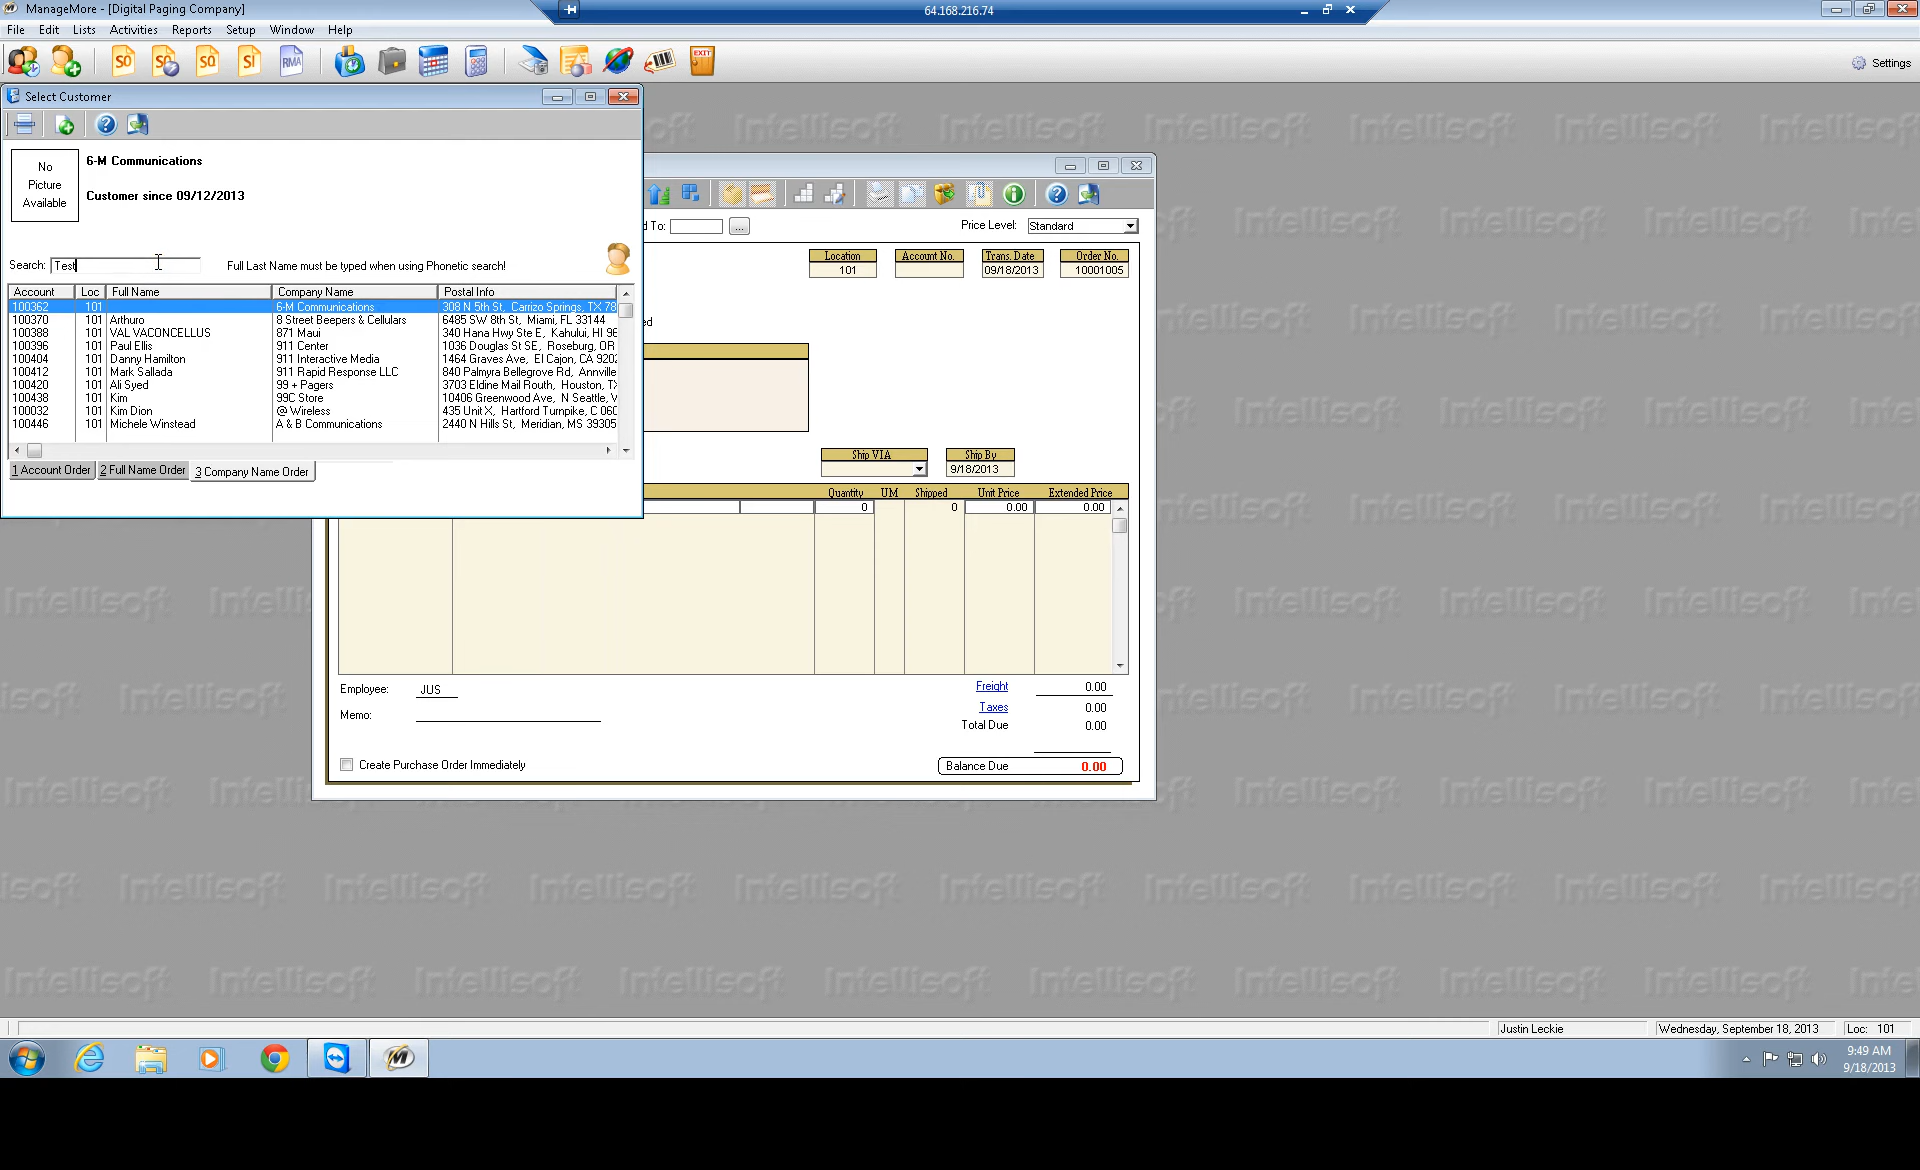 ManageMore - [Digital Paging Company]
64.168.216.74
File Edit Lists Activities Reports Setup Window Help
SO SO SQ SI RMA EXIT Settings
Select Customer
No
Picture
Available
6-M Communications
Customer since 09/12/2013
Search: Test Full Last Name must be typed when using Phonetic search!
Account Loc Full Name Company Name Postal Info
100362 101 6-M Communications 308 N 5th St, Carrizo Springs, TX 78
100370 101 Arthuro 8 Street Beepers & Cellulars 6485 SW 8th St, Miami, FL 33144
100388 101 VAL VACONCELLUS 871 Maui 340 Hana Hwy Ste E, Kahului, HI 96
100396 101 Paul Ellis 911 Center 1036 Douglas St SE, Roseburg, OR
100404 101 Danny Hamilton 911 Interactive Media 1464 Graves Ave, El Cajon, CA 9202
100412 101 Mark Sallada 911 Rapid Response LLC 840 Palmyra Bellegrove Rd, Annville
100420 101 Ali Syed 99 + Pagers 3703 Eldine Mail Routh, Houston, TX
100438 101 Kim 99C Store 10406 Greenwood Ave, N Seattle, W
100032 101 Kim Dion @ Wireless 435 Unit X, Hartford Turnpike, C 060
100446 101 Michele Winstead A & B Communications 2440 N Hills St, Meridian, MS 39305
1 Account Order 2 Full Name Order 3 Company Name Order
d To: ... Price Level: Standard
Location Account No. Trans. Date Order No.
101 09/18/2013 10001005
ed
Ship VIA Ship By
9/18/2013
Quantity UM Shipped Unit Price Extended Price
0 0 0.00 0.00
Employee: JUS
Memo:
Freight 0.00
Taxes 0.00
Total Due 0.00
Create Purchase Order Immediately
Balance Due 0.00
Intellisoft
Justin Leckie Wednesday, September 18, 2013 Loc: 101
9:49 AM
9/18/2013